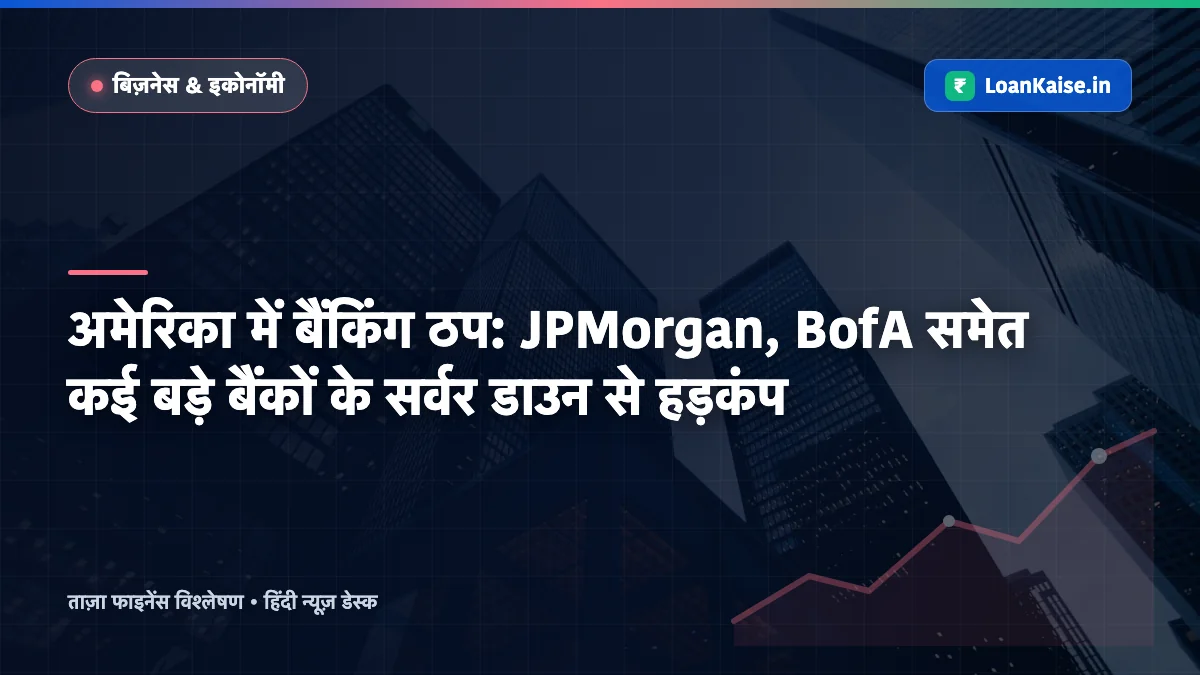 बिज़नेस & इकोनॉमी
₹ LoanKaise.in
अमेरिका में बैंकिंग ठप: JPMorgan, BofA समेत
कई बड़े बैंकों के सर्वर डाउन से हड़कंप
ताज़ा फाइनेंस विश्लेषण • हिंदी न्यूज़ डेस्क